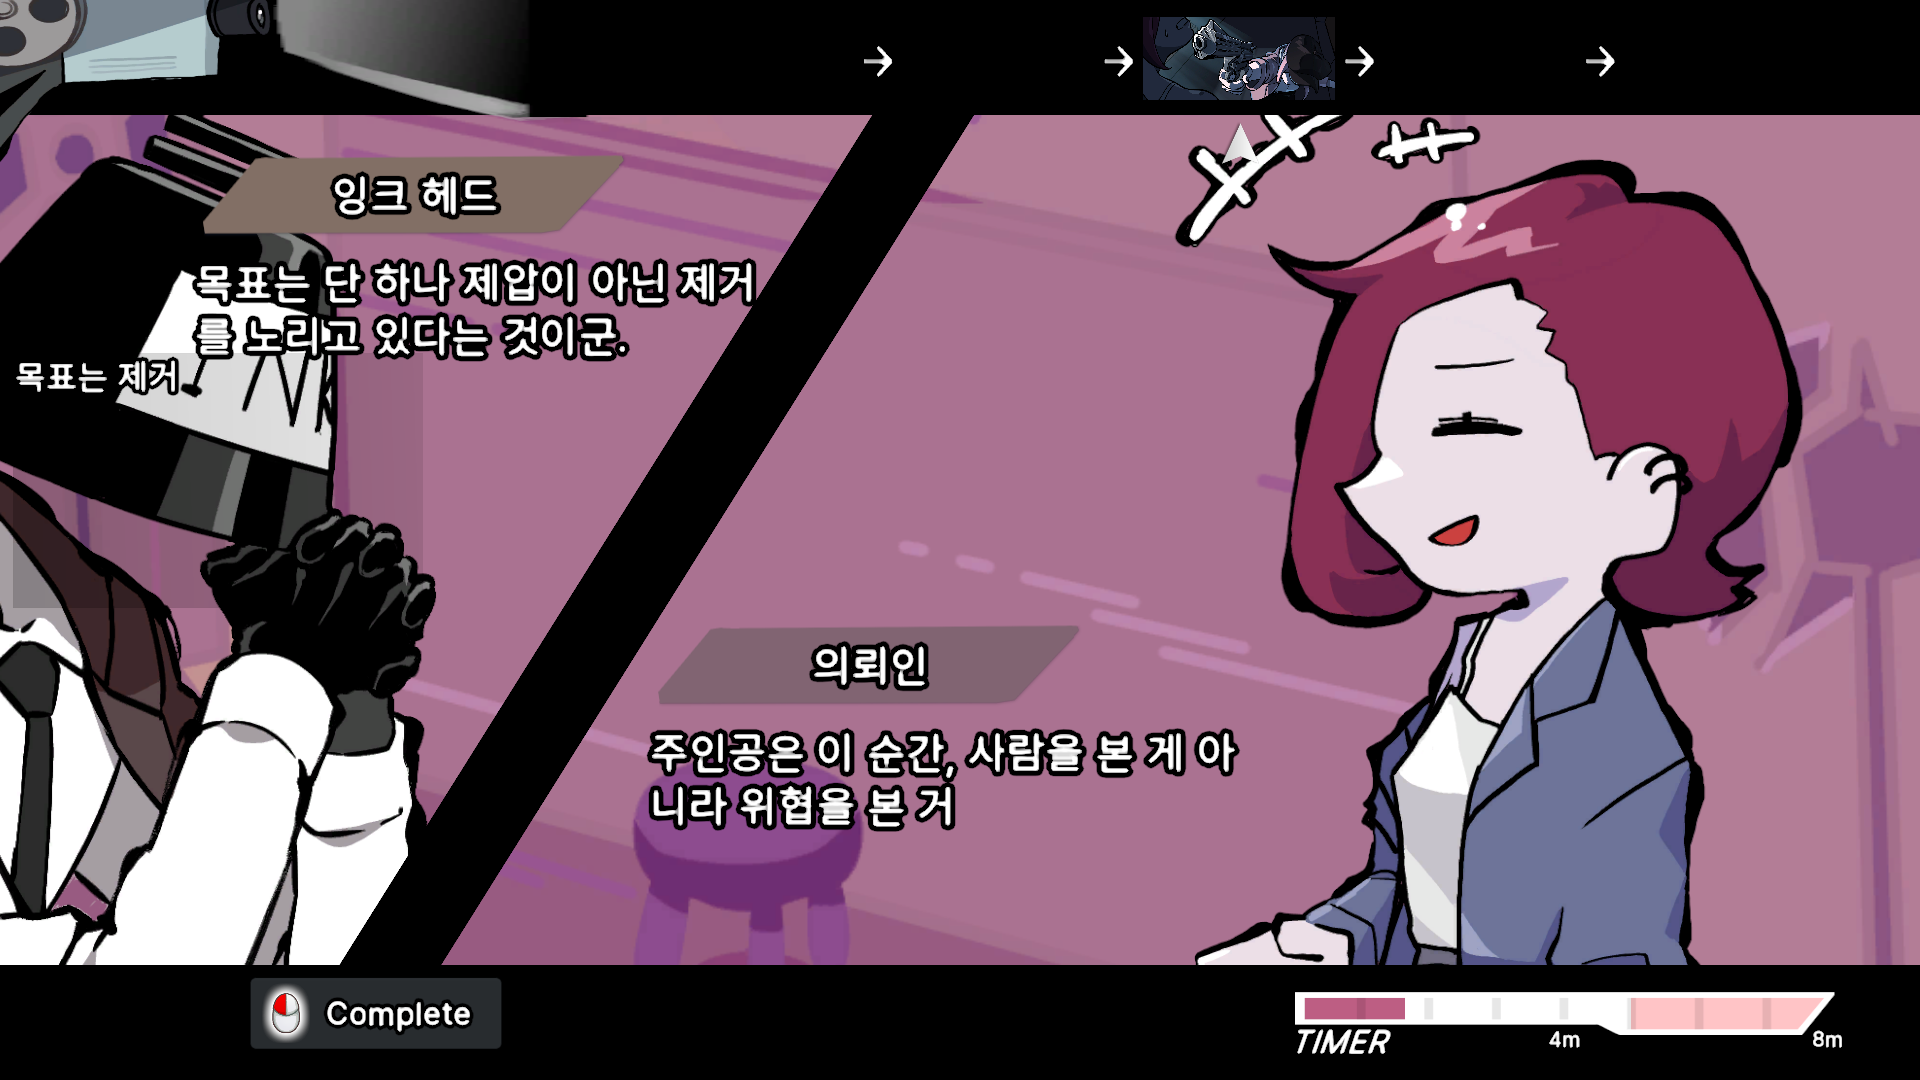 잉크 헤드
목표는 단 하나 제압이 아닌 제거
를 노리고 있다는 것이군.
목표는 제거
의뢰인
주인공은 이 순간, 사람을 본 게 아
니라 위협을 본 거
Complete
TIMER
4m
8m